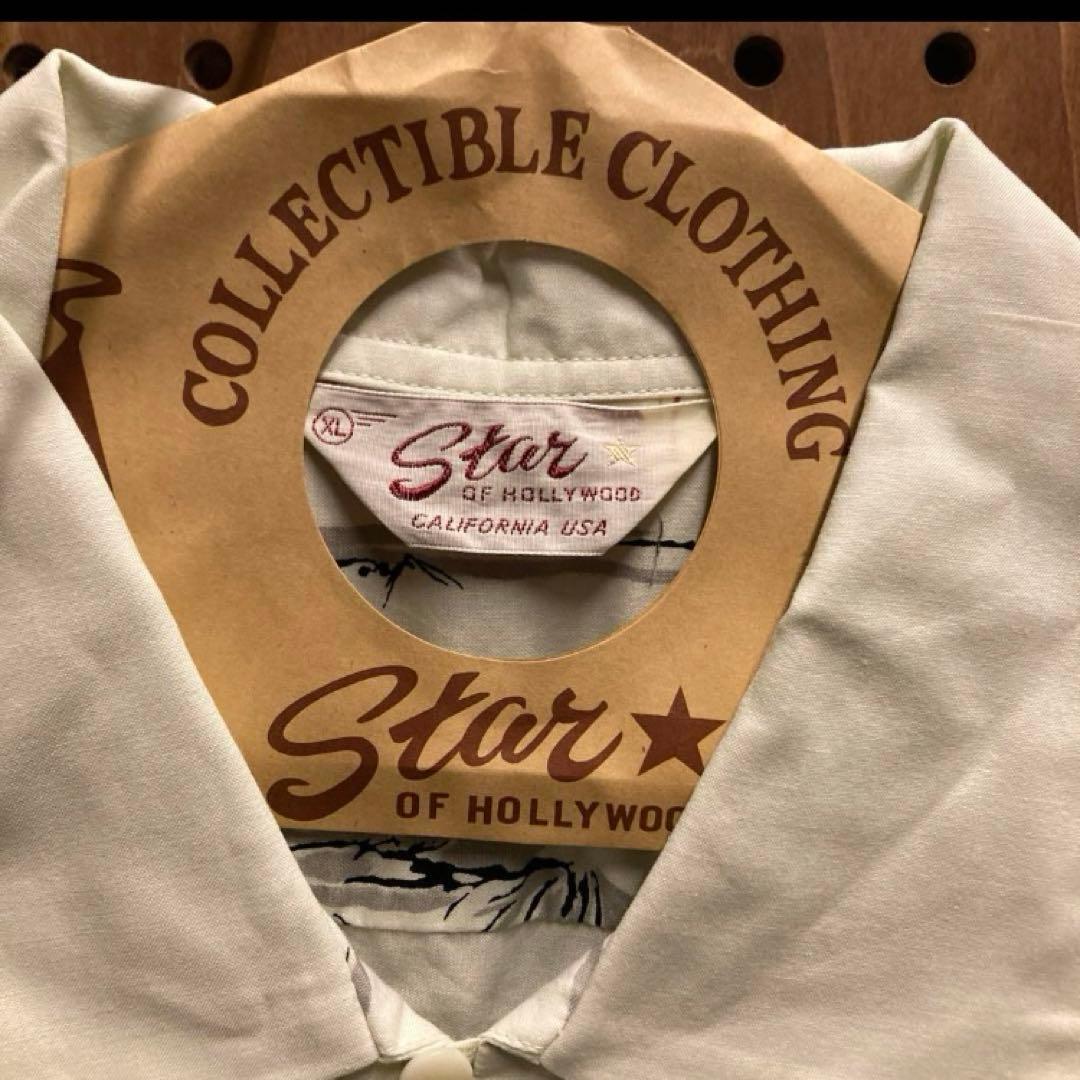 COLLECTIBLE CLOTHING
XL
Star
OF HOLLYWOOD
CALIFORNIA USA
Star
OF HOLLYWOO